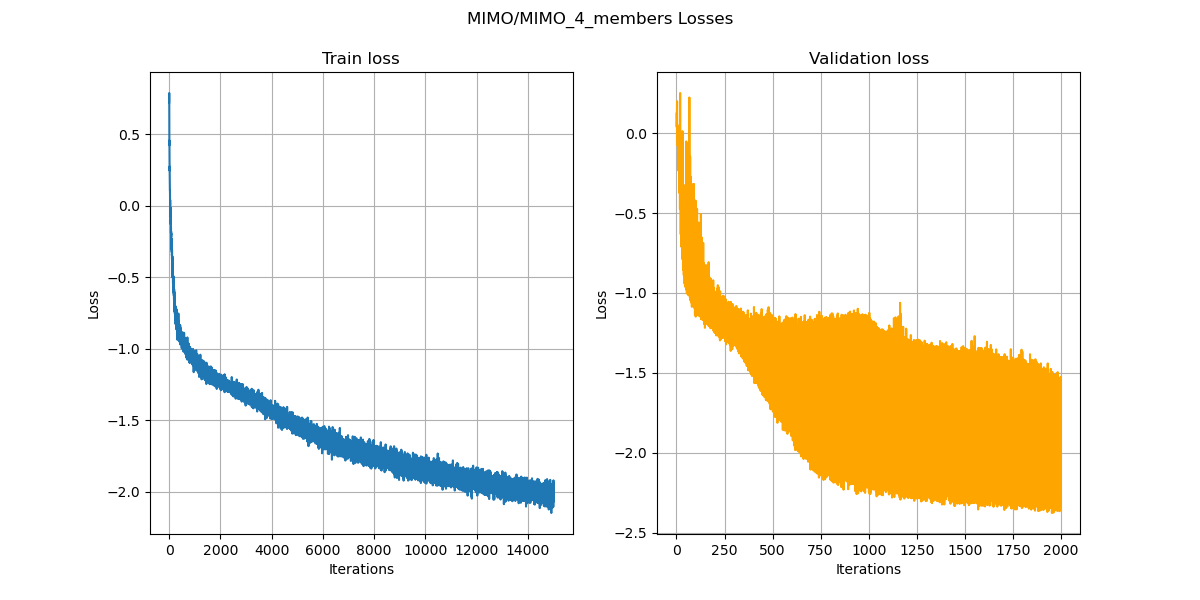 MIMO/MIMO_4_members Losses
Train loss
0.5
0.0
−0.5
−1.0
−1.5
−2.0
Loss
0 2000 4000 6000 8000 10000 12000 14000
Iterations
Validation loss
0.0
−0.5
−1.0
−1.5
−2.0
−2.5
Loss
0 250 500 750 1000 1250 1500 1750 2000
Iterations